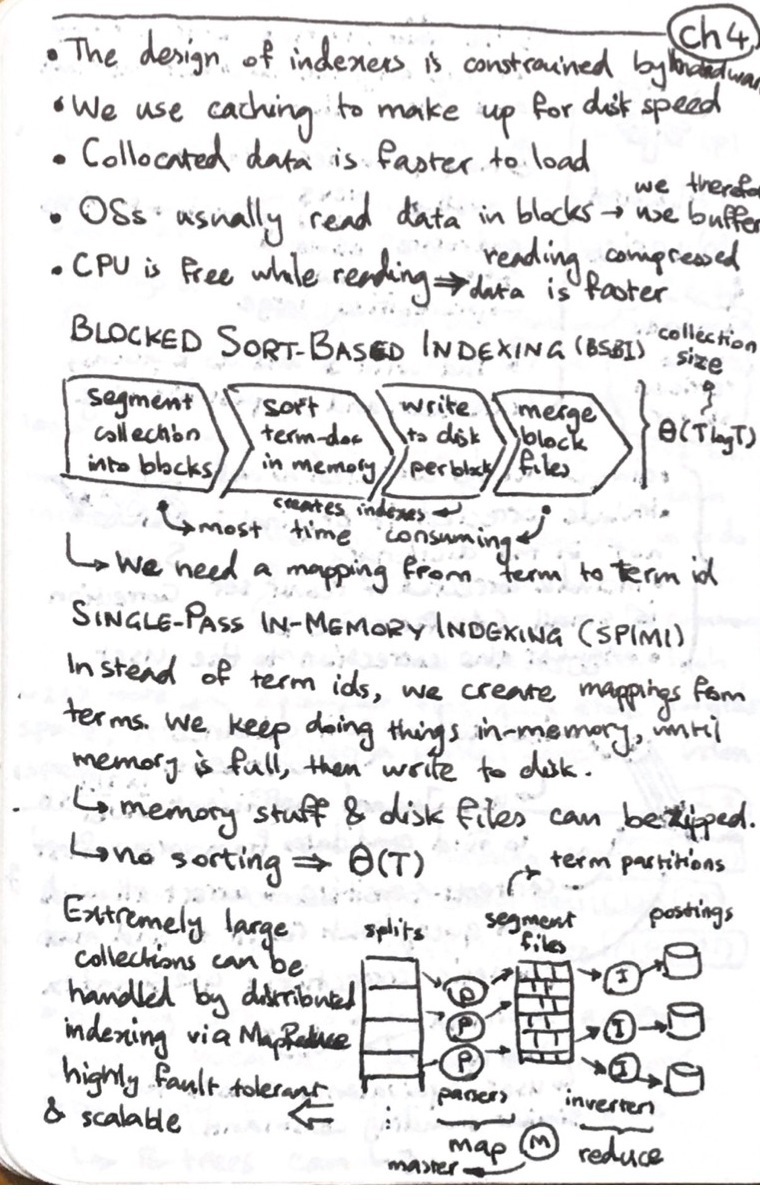 ch 4
• The design of indexers is constrained by hardware
• We use caching to make up for disk speed
• Collocated data is faster to load
• OSs usually read data in blocks → we therefor use buffer
• CPU is free while reading ⇒ reading compressed data is faster
BLOCKED SORT-BASED INDEXING (BSBI)
collection size
segment collection into blocks
sort term-doc in memory
write to disk per block
merge block files
Θ(T log T)
creates indexes
most time consuming
↳ We need a mapping from term to term id
SINGLE-PASS IN-MEMORY INDEXING (SPIMI)
In stead of term ids, we create mappings from
terms. We keep doing things in-memory, until
memory is full, then write to disk.
↳ memory stuff & disk files can be zipped.
↳ no sorting ⇒ Θ(T)
term partitions
Extremely large
collections can be
handled by distributed
indexing via MapReduce
highly fault tolerant
& scalable
splits
segment files
postings
P
P
P
I
I
I
parsers
inverters
map
M
reduce
master